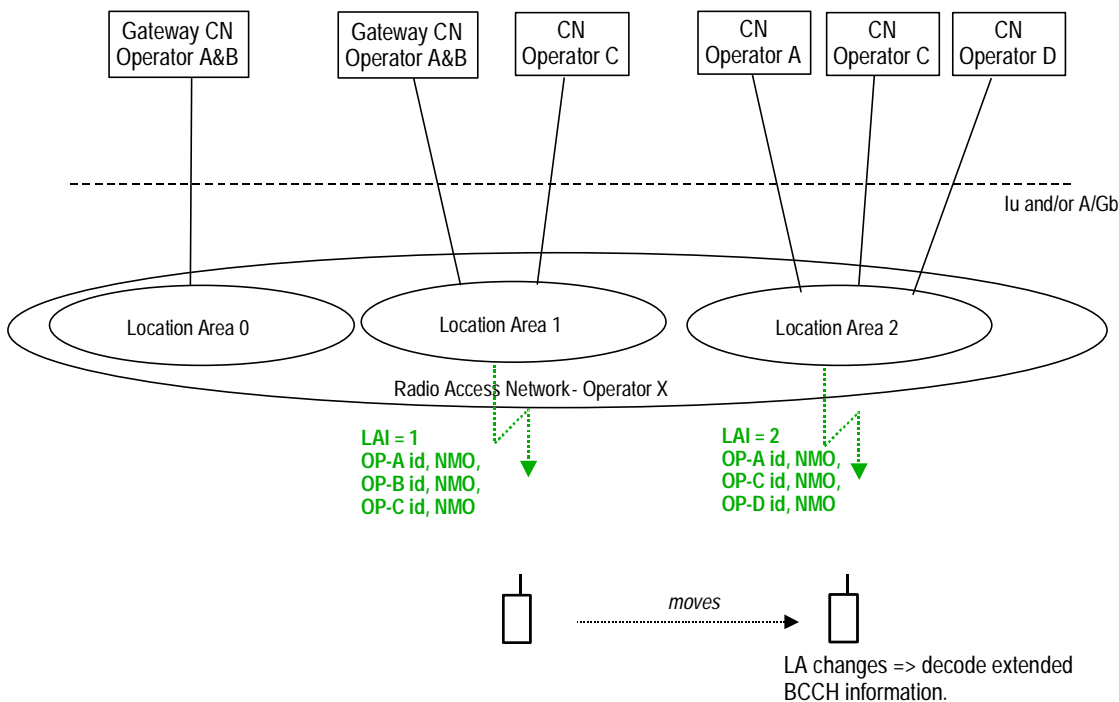 Gateway CN
Operator A&B
Gateway CN
Operator A&B
CN
Operator C
CN
Operator A
CN
Operator C
CN
Operator D
Iu and/or A/Gb
Location Area 0
Location Area 1
Location Area 2
Radio Access Network - Operator X
LAI = 1
OP-A id, NMO,
OP-B id, NMO,
OP-C id, NMO
LAI = 2
OP-A id, NMO,
OP-C id, NMO,
OP-D id, NMO
moves
LA changes => decode extended
BCCH information.